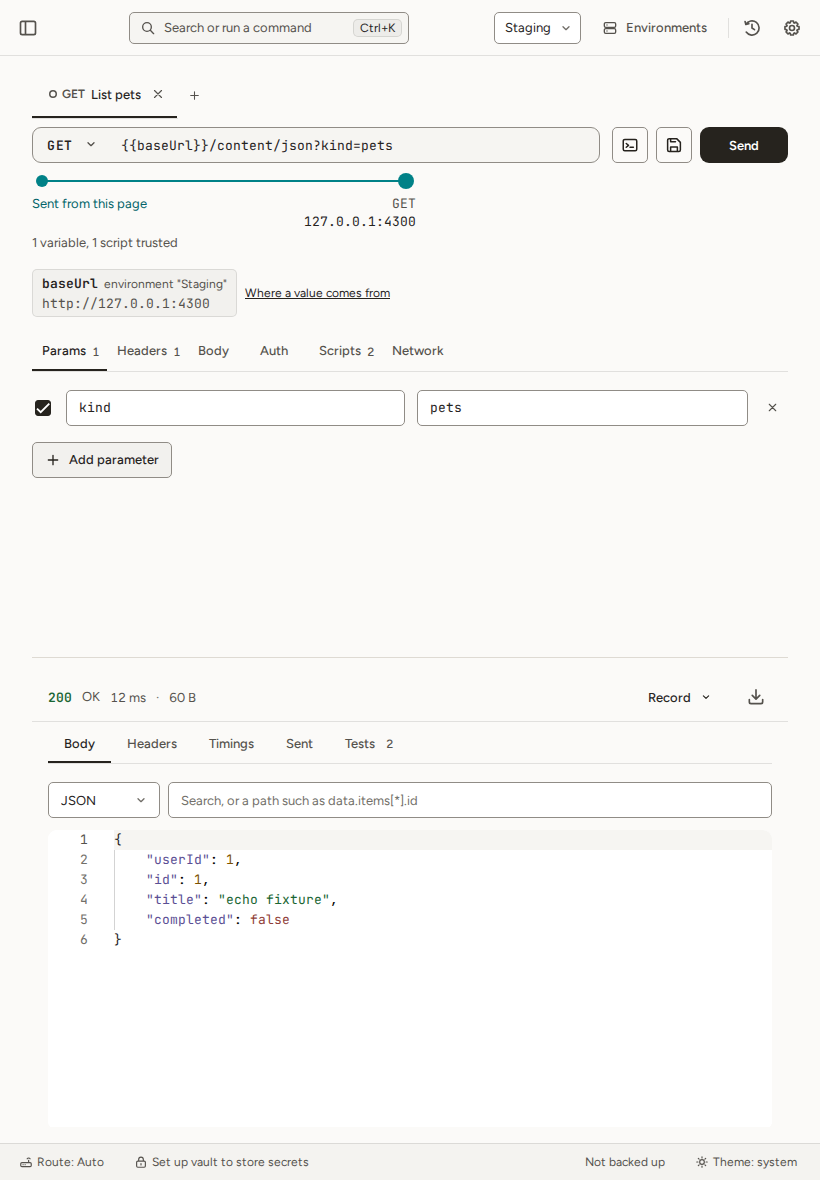 Search or run a command Ctrl+K Staging Environments
GET List pets
GET {{baseUrl}}/content/json?kind=pets Send
Sent from this page GET
127.0.0.1:4300
1 variable, 1 script trusted
baseUrl environment "Staging"
http://127.0.0.1:4300
Where a value comes from
Params 1 Headers 1 Body Auth Scripts 2 Network
kind pets
Add parameter
200 OK 12 ms · 60 B Record
Body Headers Timings Sent Tests 2
JSON Search, or a path such as data.items[*].id
1 {
2 "userId": 1,
3 "id": 1,
4 "title": "echo fixture",
5 "completed": false
6 }
Route: Auto Set up vault to store secrets Not backed up Theme: system